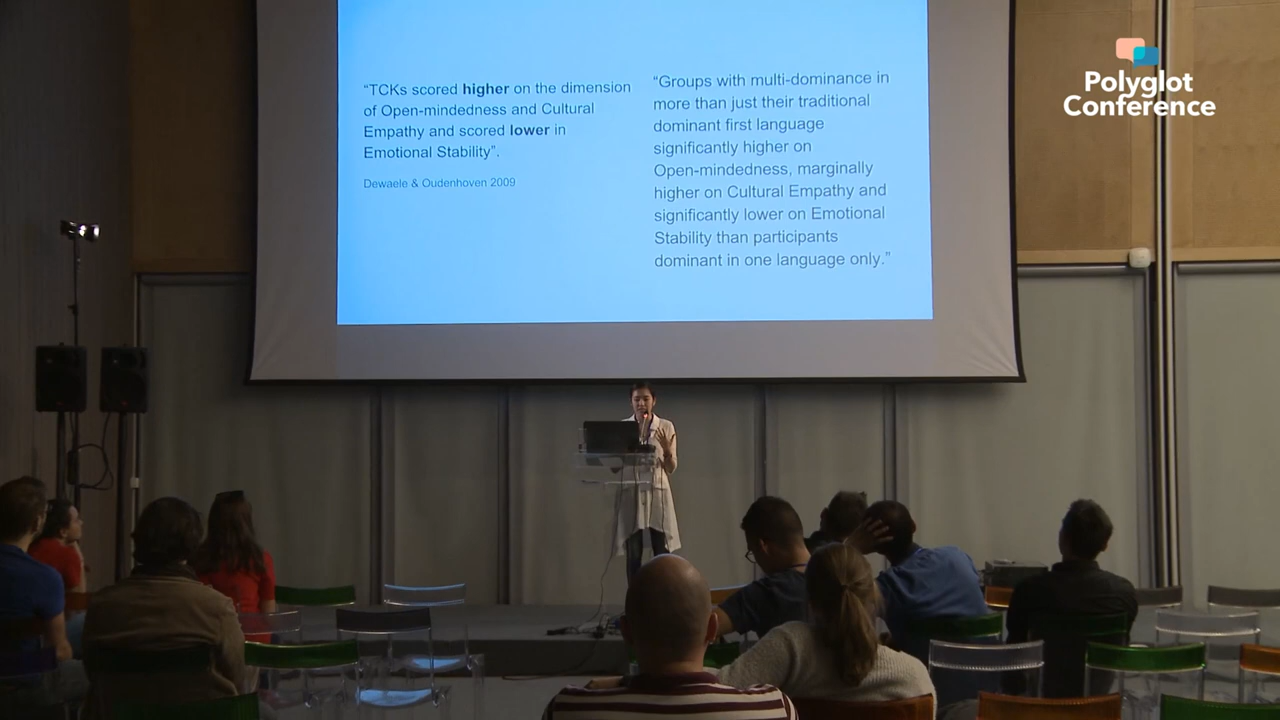 “TCKs scored higher on the dimension
of Open-mindedness and Cultural
Empathy and scored lower in
Emotional Stability”.
Dewaele & Oudenhoven 2009
“Groups with multi-dominance in
more than just their traditional
dominant first language
significantly higher on
Open-mindedness, marginally
higher on Cultural Empathy and
significantly lower on Emotional
Stability than participants
dominant in one language only.”
Polyglot
Conference